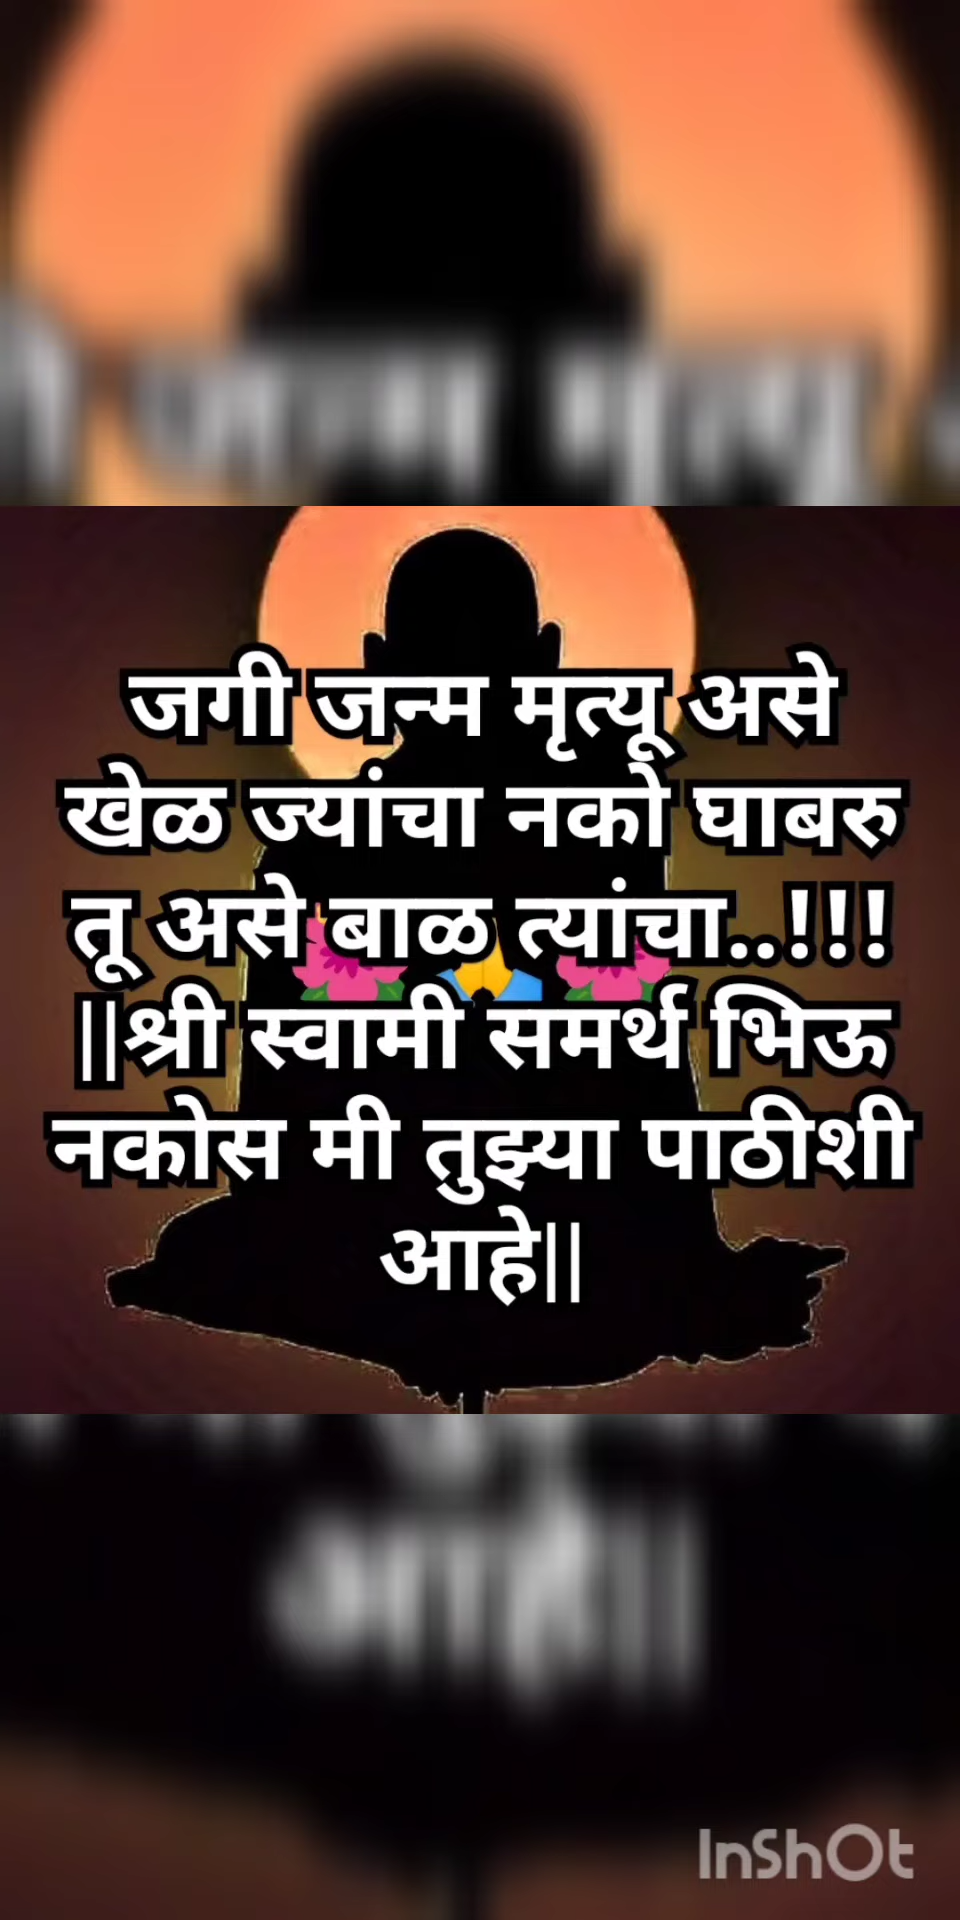 जगी जन्म मृत्यू असे
खेळ ज्यांचा नको घाबरु
तू असे बाळ त्यांचा..!!!
||श्री स्वामी समर्थ भिऊ
नकोस मी तुझ्या पाठीशी
आहे||
InShOt